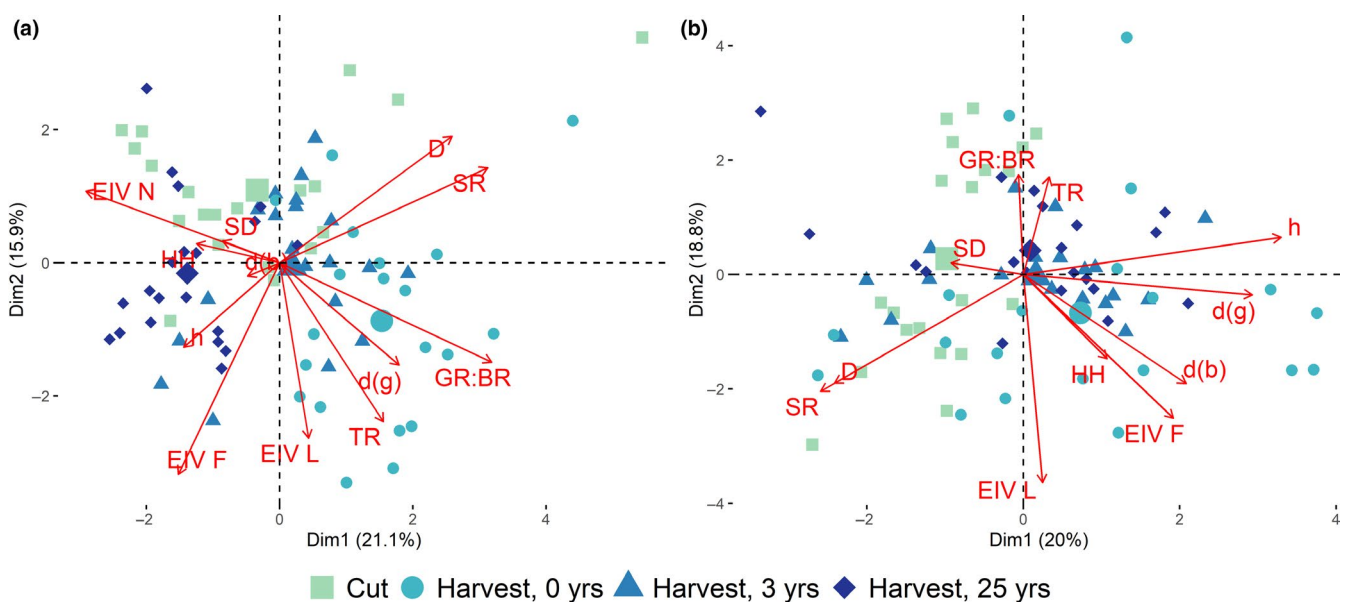 (a)
Dim2 (15.9%)
2
0
–2
–2
0
2
4
Dim1 (21.1%)
D
SR
EIV N
SD
HH
d(b)
h
d(g)
GR:BR
TR
EIV L
EIV F
(b)
Dim2 (18.8%)
4
2
0
–2
–4
–2
0
2
4
Dim1 (20%)
GR:BR
TR
h
SD
d(g)
D
SR
HH
d(b)
EIV F
EIV L
Cut Harvest, 0 yrs Harvest, 3 yrs Harvest, 25 yrs